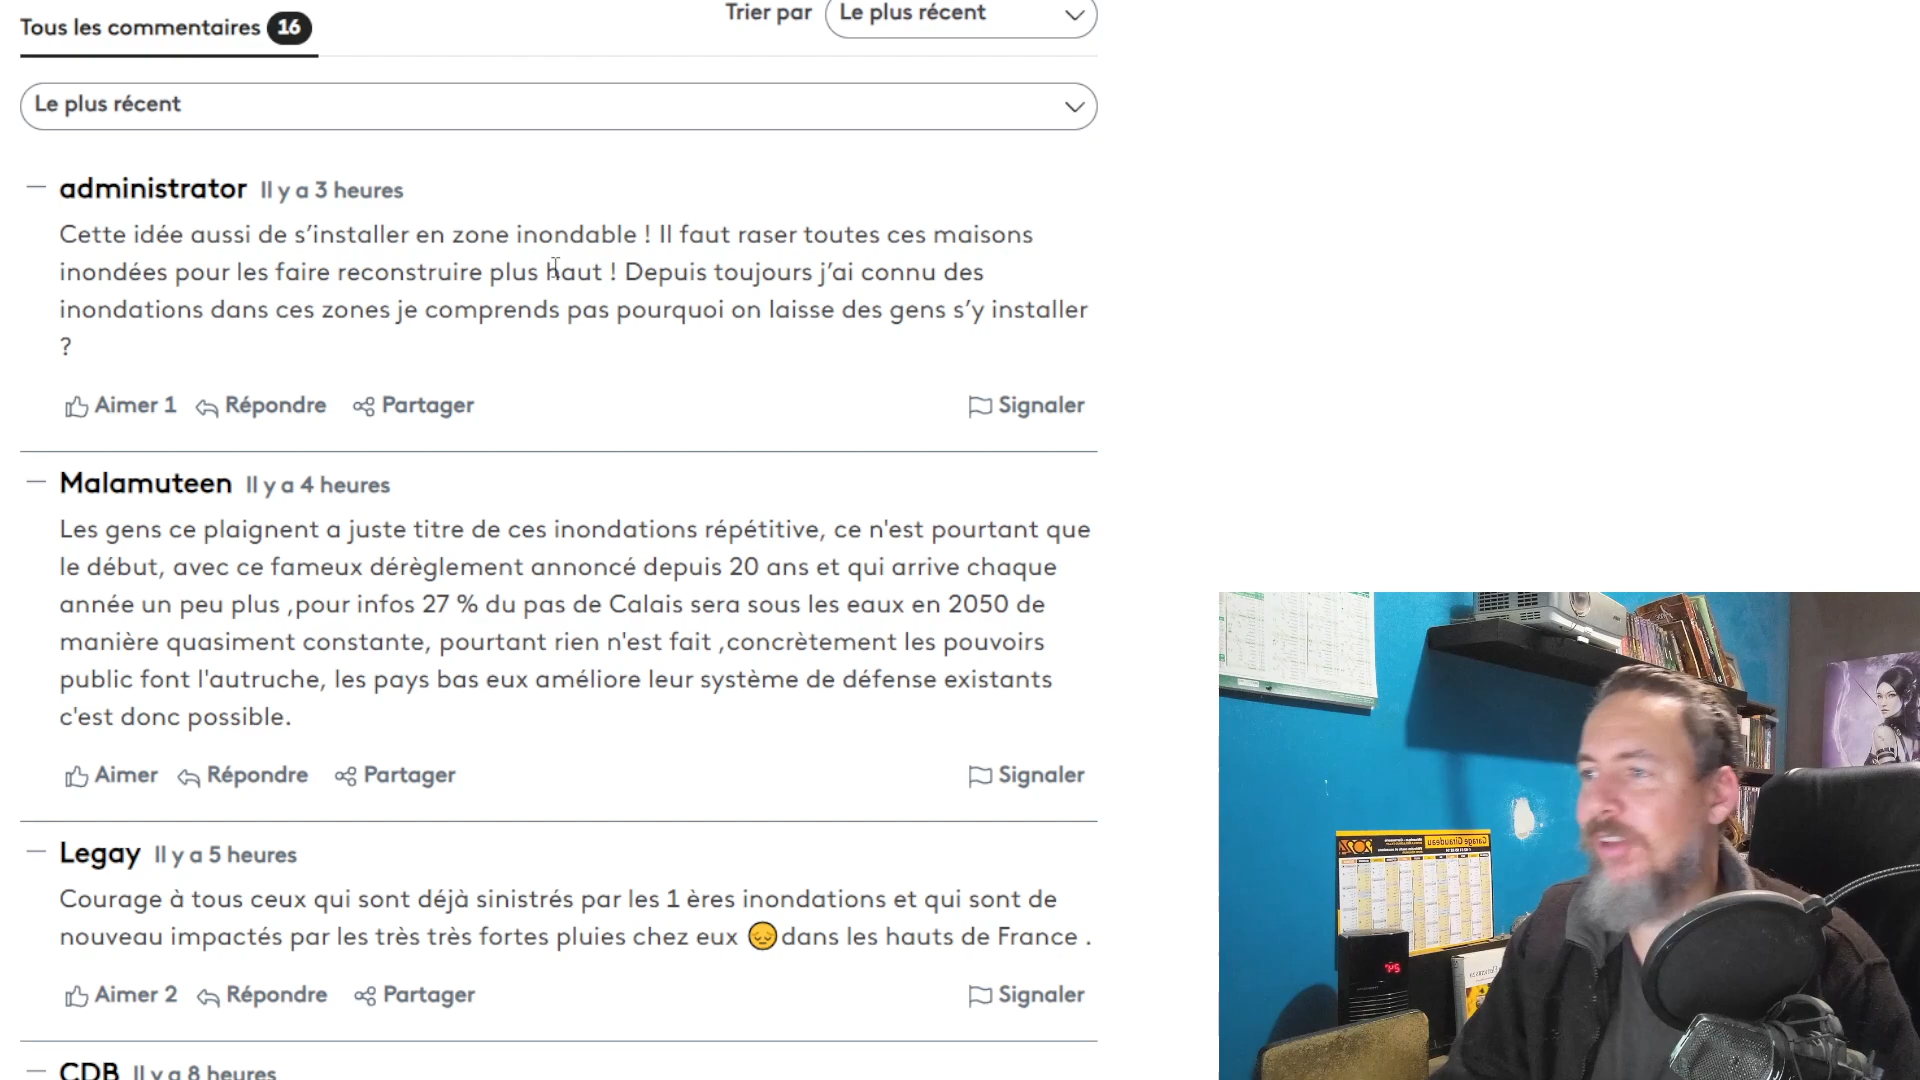 Tous les commentaires 16
Trier par Le plus récent
Le plus récent
administrator Il y a 3 heures
Cette idée aussi de s’installer en zone inondable ! Il faut raser toutes ces maisons
inondées pour les faire reconstruire plus haut ! Depuis toujours j’ai connu des
inondations dans ces zones je comprends pas pourquoi on laisse des gens s’y installer
?
Aimer 1 Répondre Partager Signaler
Malamuteen Il y a 4 heures
Les gens ce plaignent a juste titre de ces inondations répétitive, ce n'est pourtant que
le début, avec ce fameux dérèglement annoncé depuis 20 ans et qui arrive chaque
année un peu plus ,pour infos 27 % du pas de Calais sera sous les eaux en 2050 de
manière quasiment constante, pourtant rien n'est fait ,concrètement les pouvoirs
public font l'autruche, les pays bas eux améliore leur système de défense existants
c'est donc possible.
Aimer Répondre Partager Signaler
Legay Il y a 5 heures
Courage à tous ceux qui sont déjà sinistrés par les 1 ères inondations et qui sont de
nouveau impactés par les très très fortes pluies chez eux 😔dans les hauts de France .
Aimer 2 Répondre Partager Signaler
CDB Il y a 8 heures